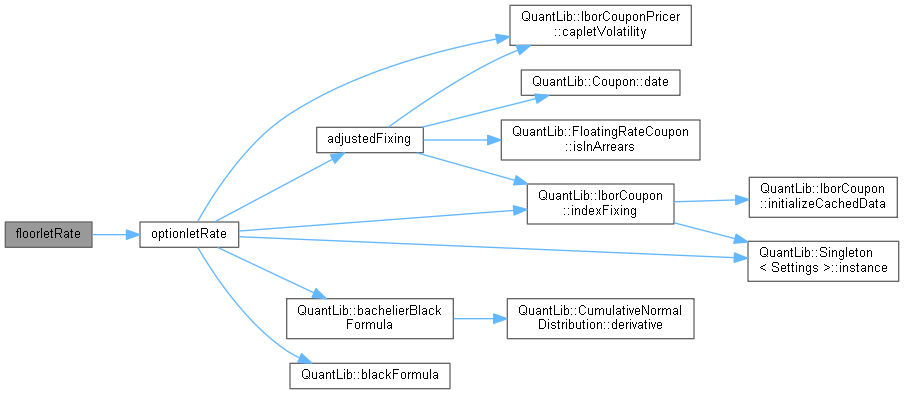 QuantLib::IborCouponPricer
::capletVolatility
QuantLib::Coupon::date
adjustedFixing
QuantLib::FloatingRateCoupon
::isInArrears
QuantLib::IborCoupon
::indexFixing
QuantLib::IborCoupon
::initializeCachedData
floorletRate
optionletRate
QuantLib::Singleton
< Settings >::instance
QuantLib::bachelierBlack
Formula
QuantLib::CumulativeNormal
Distribution::derivative
QuantLib::blackFormula